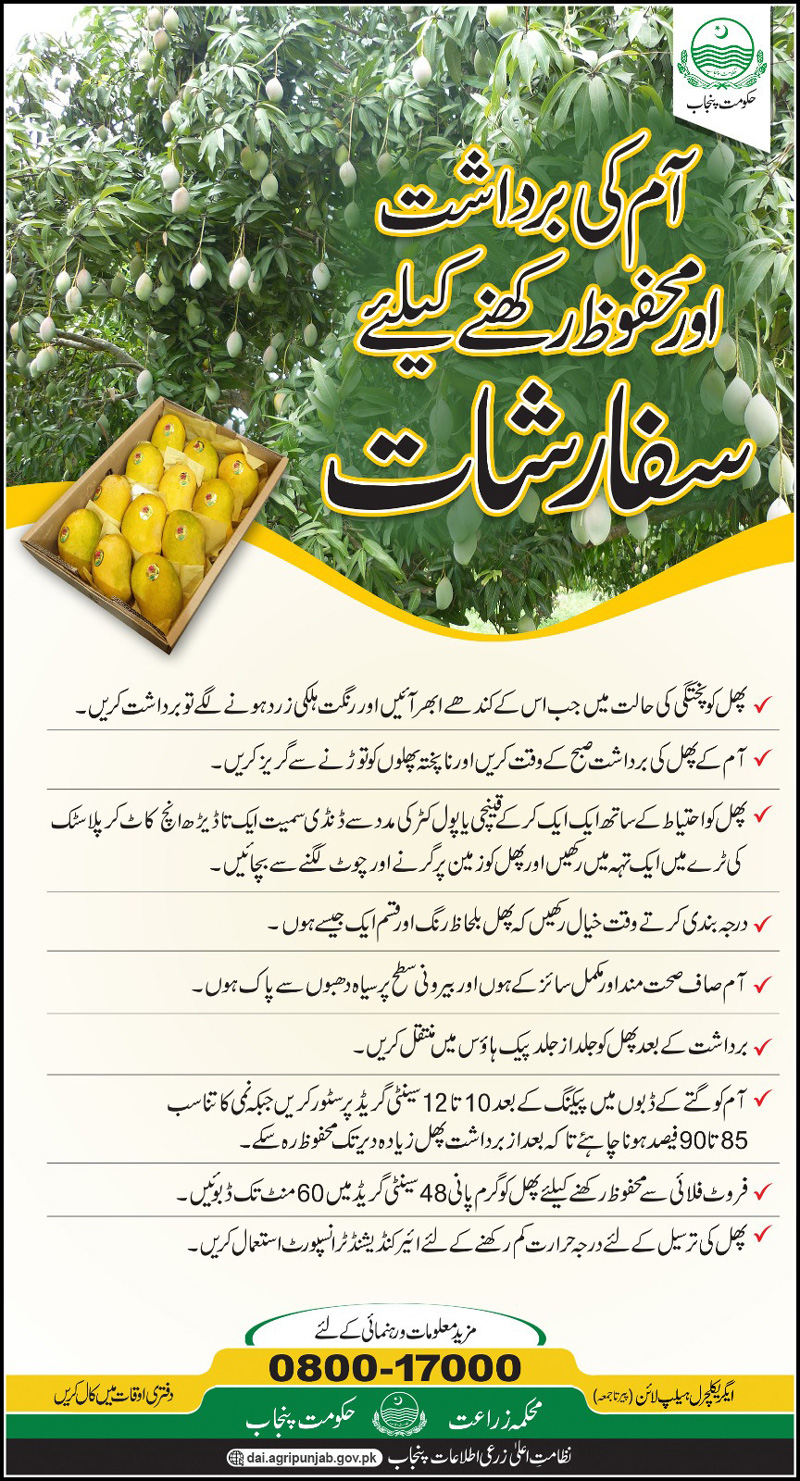 حکومت پنجاب
آم کی برداشت
اور محفوظ رکھنے کیلئے
سفارشات
پھل کو پختگی کی حالت میں جب اس کے کندھے ابھر آئیں اور رنگت ہلکی زرد ہونے لگے تو برداشت کریں۔
آم کے پھل کی برداشت صبح کے وقت کریں اور ناپختہ پھلوں کو توڑنے سے گریز کریں۔
پھل کو احتیاط کے ساتھ ایک ایک کر کے قینچی یا پول کٹر کی مدد سے ڈنڈی سمیت ایک تا ڈیڑھ انچ کاٹ کر پلاسٹک
کی ٹرے میں ایک تہہ میں رکھیں اور پھل کو زمین پر گرنے اور چوٹ لگنے سے بچائیں۔
درجہ بندی کرتے وقت خیال رکھیں کہ پھل بلحاظ رنگ اور قسم ایک جیسے ہوں۔
آم صاف صحت مند اور مکمل سائز کے ہوں اور بیرونی سطح پر سیاہ دھبوں سے پاک ہوں۔
برداشت کے بعد پھل کو جلد از جلد پیک ہاؤس میں منتقل کریں۔
آم کو گتے کے ڈبوں میں پیکنگ کے بعد 10 تا 12 سینٹی گریڈ پر سٹور کریں جبکہ نمی کا تناسب
85 تا 90 فیصد ہونا چاہئے تاکہ بعد از برداشت پھل زیادہ دیر تک محفوظ رہ سکے۔
فروٹ فلائی سے محفوظ رکھنے کیلئے پھل کو گرم پانی 48 سینٹی گریڈ میں 60 منٹ تک ڈبوئیں۔
پھل کی ترسیل کے لئے درجہ حرارت کم رکھنے کے لئے ائیر کنڈیشنڈ ٹرانسپورٹ استعمال کریں۔
مزید معلومات و رہنمائی کے لئے
0800-17000
ایگریکلچرل ہیلپ لائن (پیر تا جمعہ)
دفتری اوقات میں کال کریں
محکمہ زراعت حکومت پنجاب
نظامتِ اعلیٰ زرعی اطلاعات پنجاب dai.agripunjab.gov.pk